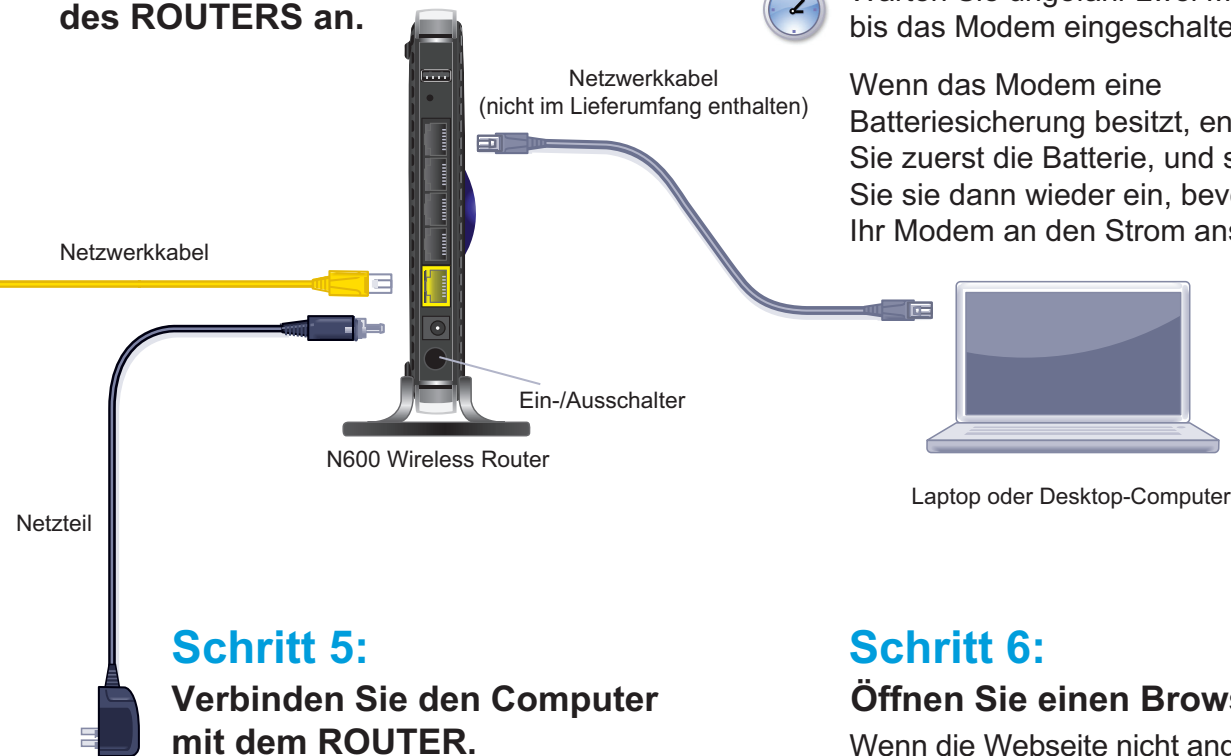 des ROUTERS an.
bis das Modem eingeschalte
Netzwerkkabel
(nicht im Lieferumfang enthalten)
Wenn das Modem eine
Batteriesicherung besitzt, en
Sie zuerst die Batterie, und s
Sie sie dann wieder ein, bev
Ihr Modem an den Strom ans
Netzwerkkabel
Ein-/Ausschalter
N600 Wireless Router
Laptop oder Desktop-Computer
Netzteil
Schritt 5:
Verbinden Sie den Computer
mit dem ROUTER.
Schritt 6:
Öffnen Sie einen Brows
Wenn die Webseite nicht